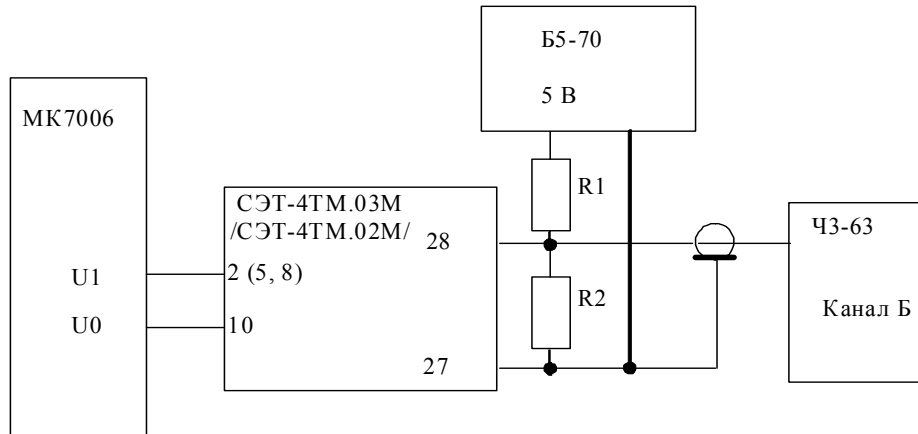 Б5-70
5 В
МК7006
R1
СЭТ-4ТМ.03М
/СЭТ-4ТМ.02М/
28
Ч3-63
2 (5, 8)
U1
R2
Канал Б
U0
10
27